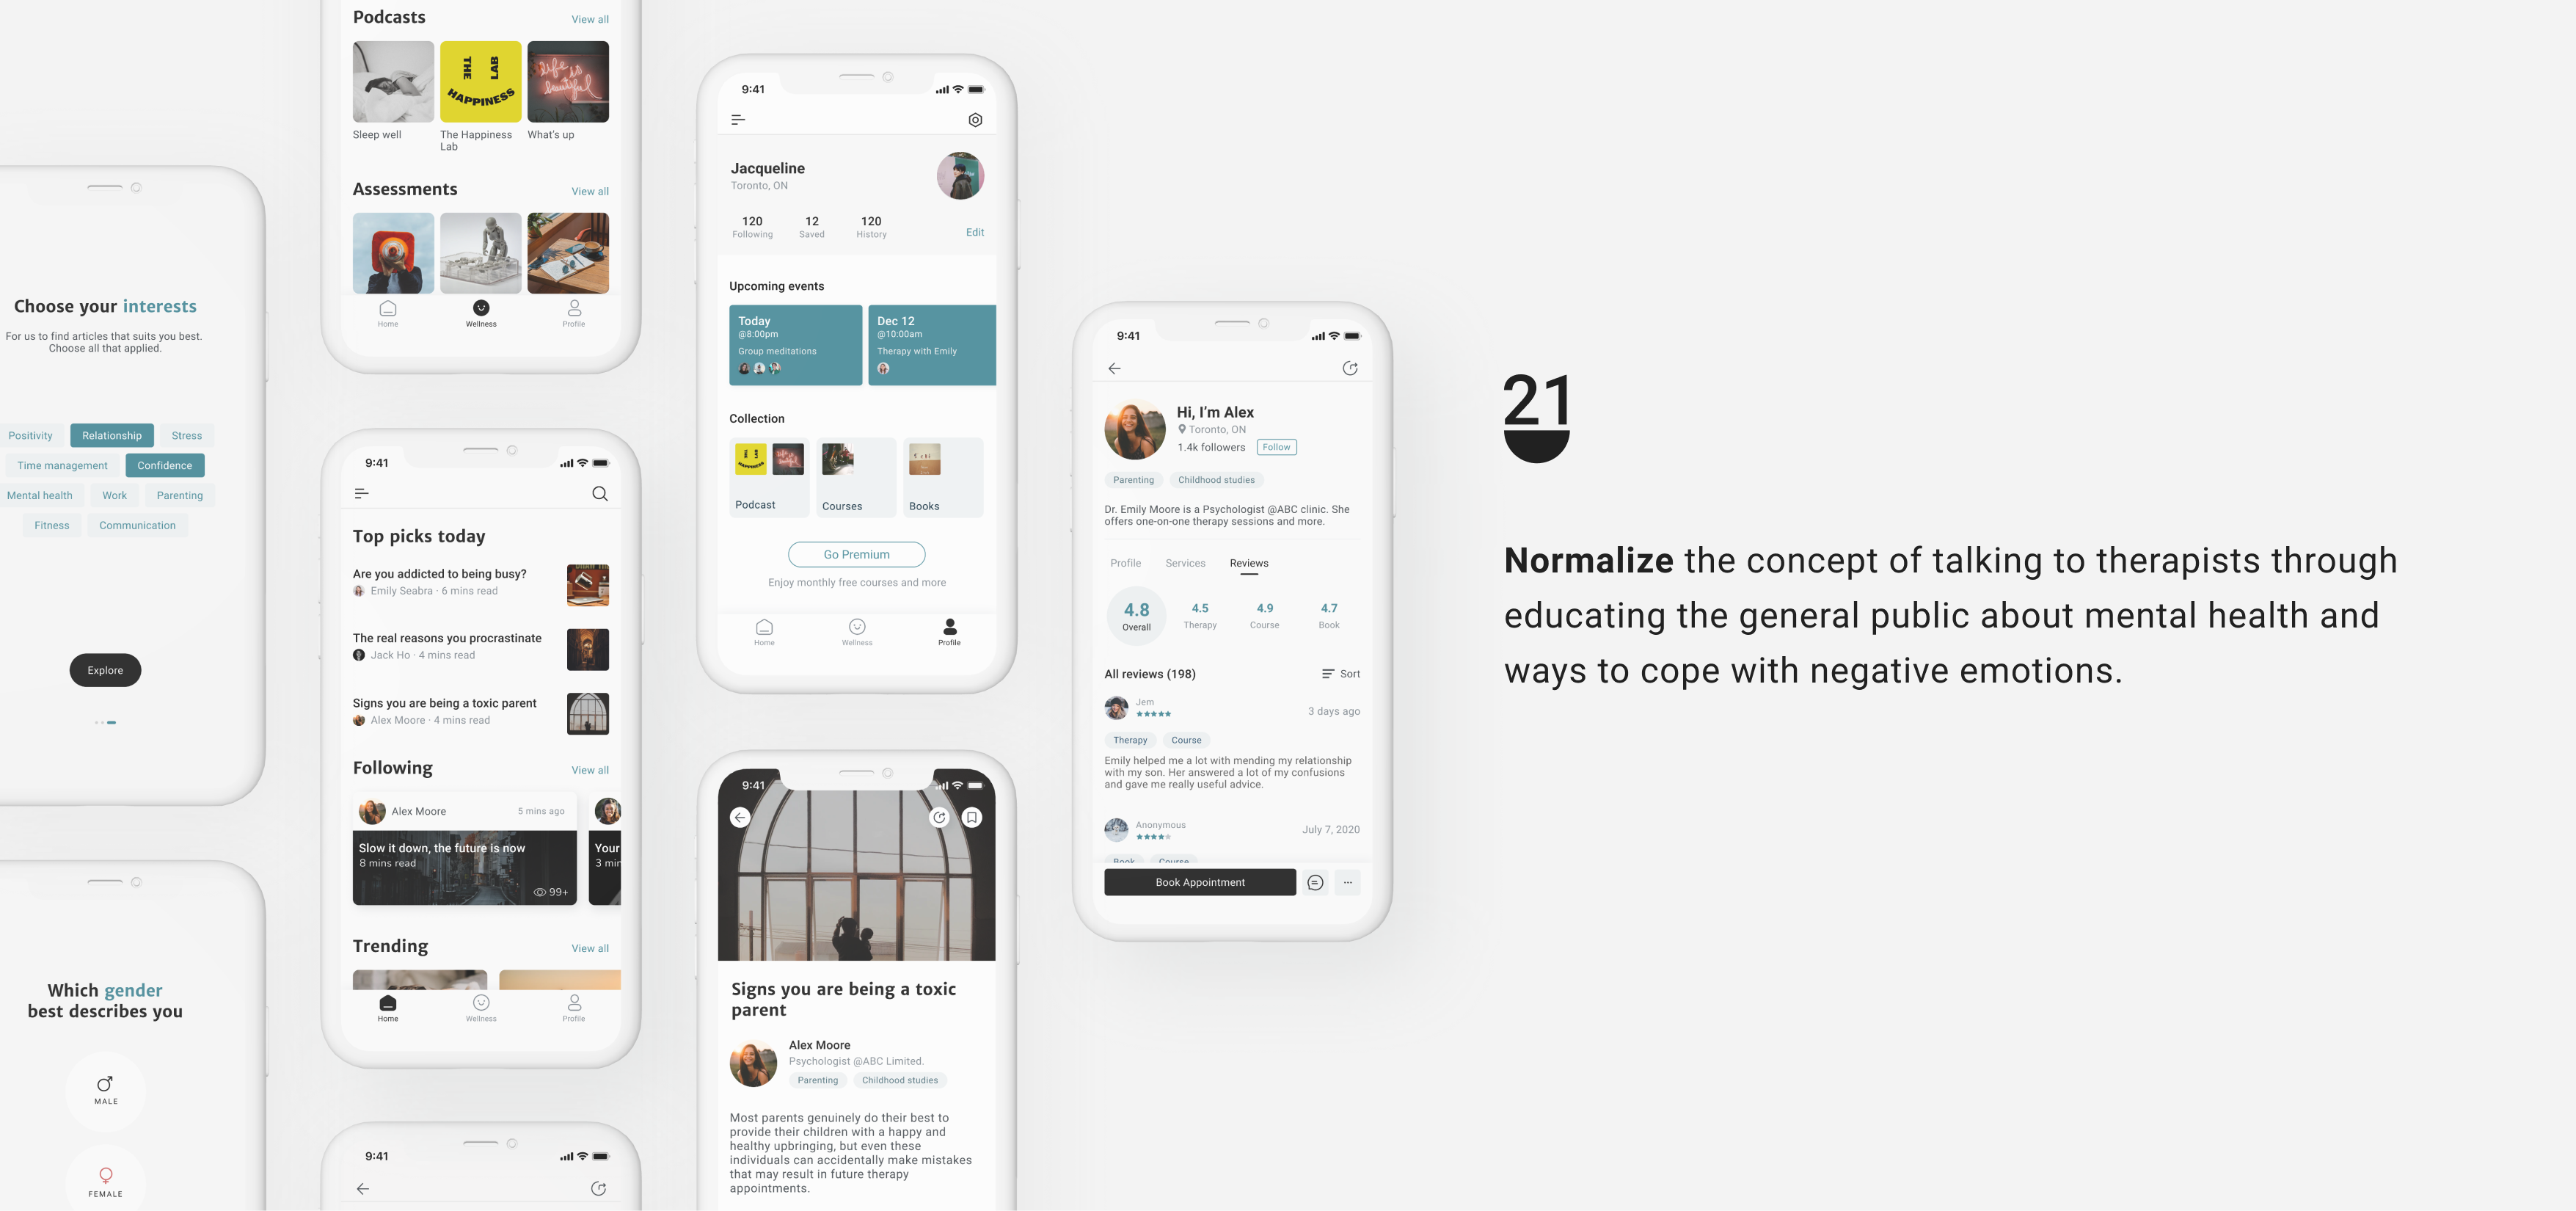 Choose your interests
For us to find articles that suits you best.
Choose all that applied.
Positivity
Relationship
Stress
Time management
Confidence
Mental health
Work
Parenting
Fitness
Communication
Explore
Which gender
best describes you
MALE
FEMALE
Podcasts
View all
THE LAB
HAPPINESS
life is
beautiful
Sleep well
The Happiness
Lab
What's up
Assessments
View all
Home
Wellness
Profile
9:41
Top picks today
Are you addicted to being busy?
Emily Seabra · 6 mins read
The real reasons you procrastinate
Jack Ho · 4 mins read
Signs you are being a toxic parent
Alex Moore · 4 mins read
Following
View all
Alex Moore
5 mins ago
Slow it down, the future is now
8 mins read
99+
Your
3 min
Trending
View all
Home
Wellness
Profile
9:41
9:41
Jacqueline
Toronto, ON
120
Following
12
Saved
120
History
Edit
Upcoming events
Today
@8:00pm
Group meditations
Dec 12
@10:00am
Therapy with Emily
Collection
THE LAB
HAPPINESS
Podcast
Courses
Books
Go Premium
Enjoy monthly free courses and more
Home
Wellness
Profile
9:41
Signs you are being a toxic
parent
Alex Moore
Psychologist @ABC Limited.
Parenting
Childhood studies
Most parents genuinely do their best to
provide their children with a happy and
healthy upbringing, but even these
individuals can accidentally make mistakes
that may result in future therapy
appointments.
9:41
Hi, I'm Alex
Toronto, ON
1.4k followers
Follow
Parenting
Childhood studies
Dr. Emily Moore is a Psychologist @ABC clinic. She
offers one-on-one therapy sessions and more.
Profile
Services
Reviews
4.8
Overall
4.5
Therapy
4.9
Course
4.7
Book
All reviews (198)
Sort
Jem
3 days ago
Therapy
Course
Emily helped me a lot with mending my relationship
with my son. Her answered a lot of my confusions
and gave me really useful advice.
Anonymous
July 7, 2020
Book
Course
Book Appointment
21
Normalize the concept of talking to therapists through
educating the general public about mental health and
ways to cope with negative emotions.